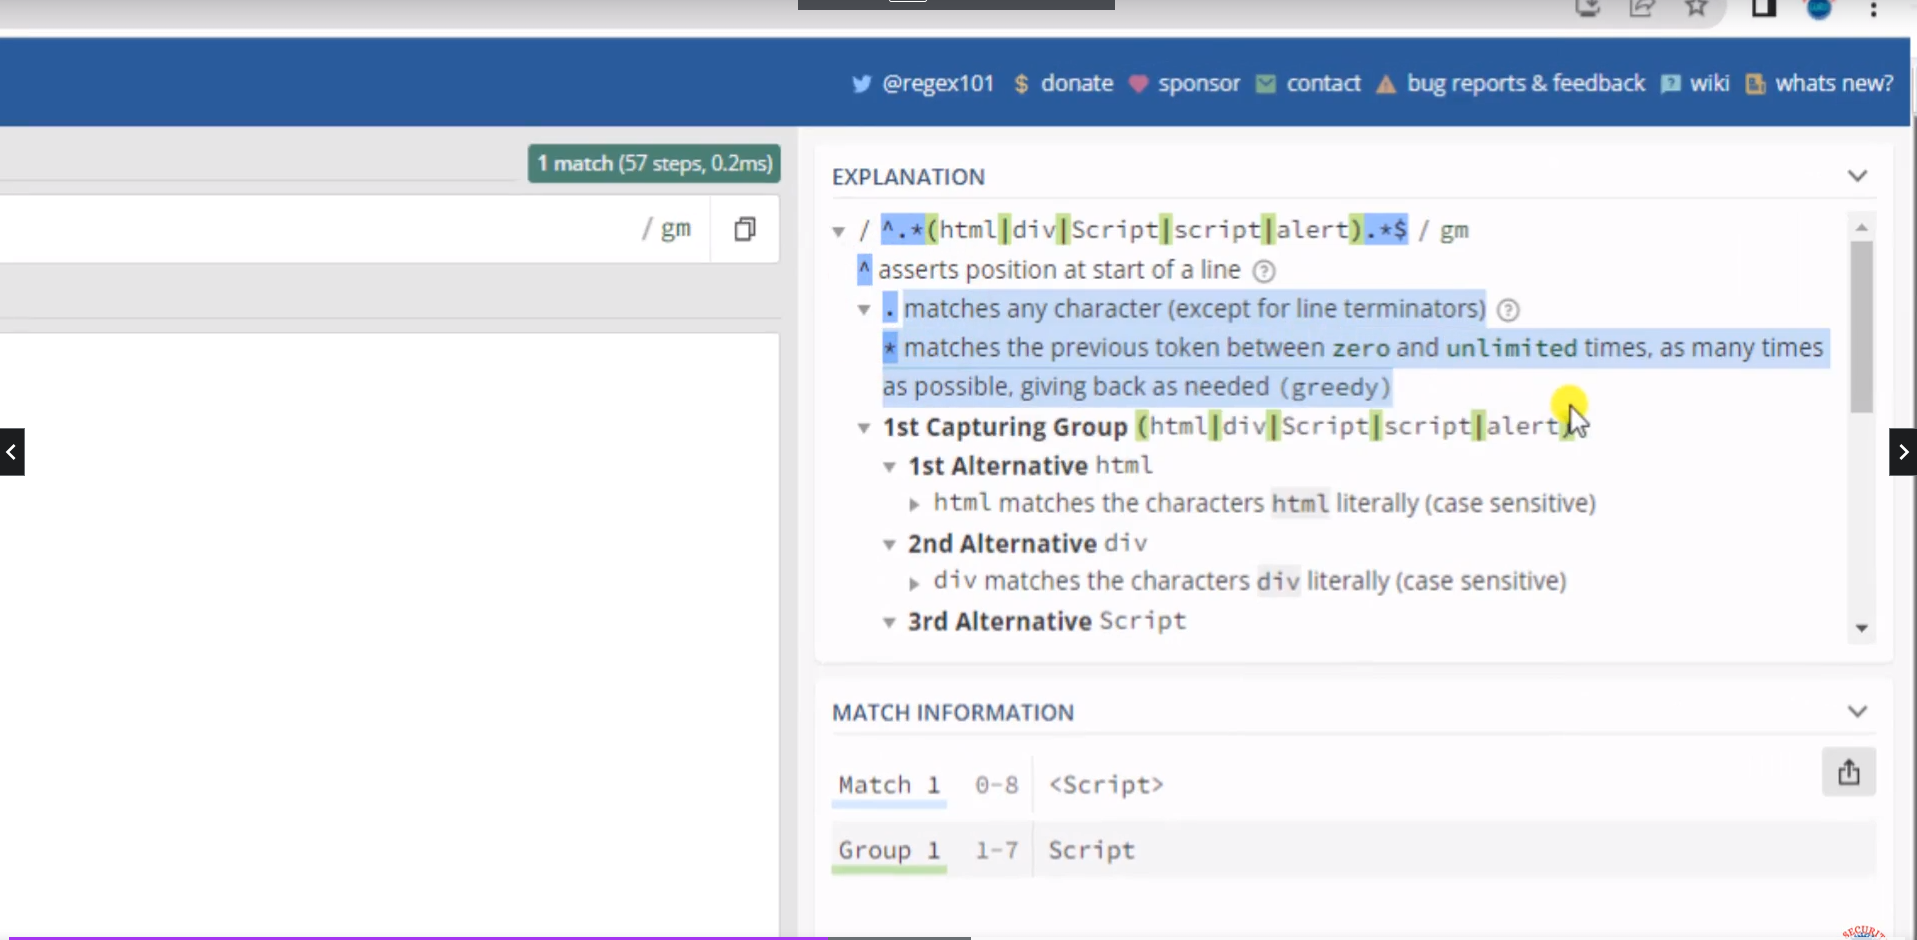 @regex101 $ donate sponsor contact bug reports & feedback wiki whats new?
1 match (57 steps, 0.2ms)
/ gm
EXPLANATION
/ ^.*(html|div|Script|script|alert).*$ / gm
^ asserts position at start of a line ?
. matches any character (except for line terminators) ?
* matches the previous token between zero and unlimited times, as many times
as possible, giving back as needed (greedy)
1st Capturing Group (html|div|Script|script|alert)
1st Alternative html
html matches the characters html literally (case sensitive)
2nd Alternative div
div matches the characters div literally (case sensitive)
3rd Alternative Script
MATCH INFORMATION
Match 1 0-8 <Script>
Group 1 1-7 Script